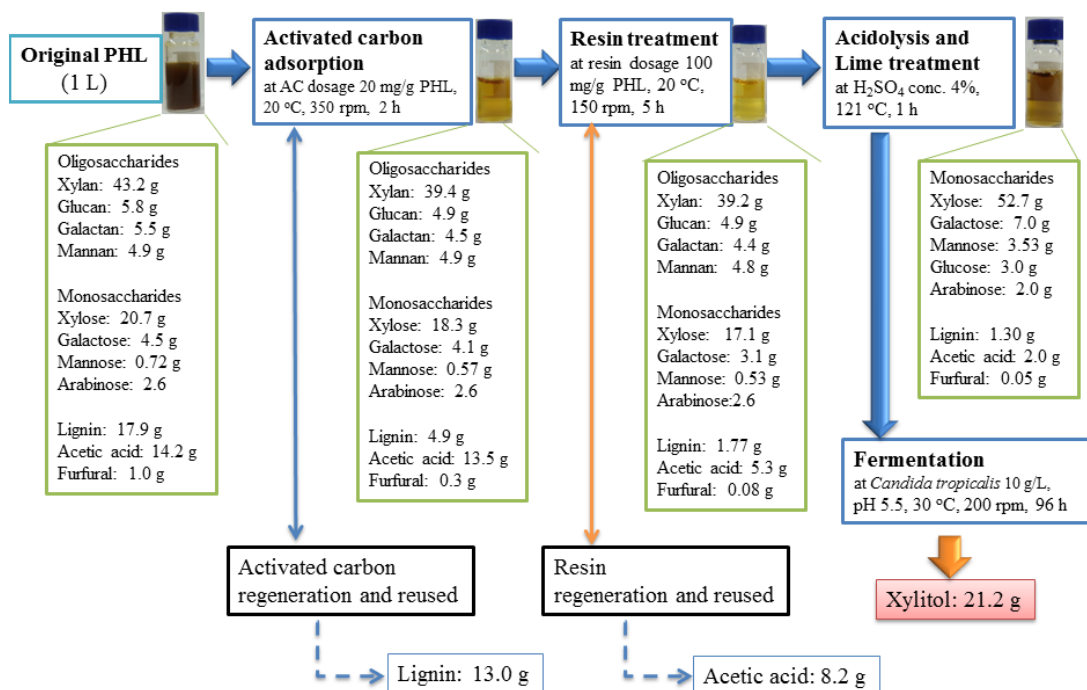 Original PHL
(1 L)
Activated carbon
adsorption
at AC dosage 20 mg/g PHL,
20 °C, 350 rpm, 2 h
Resin treatment
at resin dosage 100
mg/g PHL, 20 °C,
150 rpm, 5 h
Acidolysis and
Lime treatment
at H₂SO₄ conc. 4%,
121 °C, 1 h
Oligosaccharides
Xylan: 43.2 g
Glucan: 5.8 g
Galactan: 5.5 g
Mannan: 4.9 g
Monosaccharides
Xylose: 20.7 g
Galactose: 4.5 g
Mannose: 0.72 g
Arabinose: 2.6
Lignin: 17.9 g
Acetic acid: 14.2 g
Furfural: 1.0 g
Oligosaccharides
Xylan: 39.4 g
Glucan: 4.9 g
Galactan: 4.5 g
Mannan: 4.9 g
Monosaccharides
Xylose: 18.3 g
Galactose: 4.1 g
Mannose: 0.57 g
Arabinose: 2.6
Lignin: 4.9 g
Acetic acid: 13.5 g
Furfural: 0.3 g
Oligosaccharides
Xylan: 39.2 g
Glucan: 4.9 g
Galactan: 4.4 g
Mannan: 4.8 g
Monosaccharides
Xylose: 17.1 g
Galactose: 3.1 g
Mannose: 0.53 g
Arabinose:2.6
Lignin: 1.77 g
Acetic acid: 5.3 g
Furfural: 0.08 g
Monosaccharides
Xylose: 52.7 g
Galactose: 7.0 g
Mannose: 3.53 g
Glucose: 3.0 g
Arabinose: 2.0 g
Lignin: 1.30 g
Acetic acid: 2.0 g
Furfural: 0.05 g
Fermentation
at Candida tropicalis 10 g/L,
pH 5.5, 30 °C, 200 rpm, 96 h
Activated carbon
regeneration and reused
Resin
regeneration and reused
Xylitol: 21.2 g
Lignin: 13.0 g
Acetic acid: 8.2 g